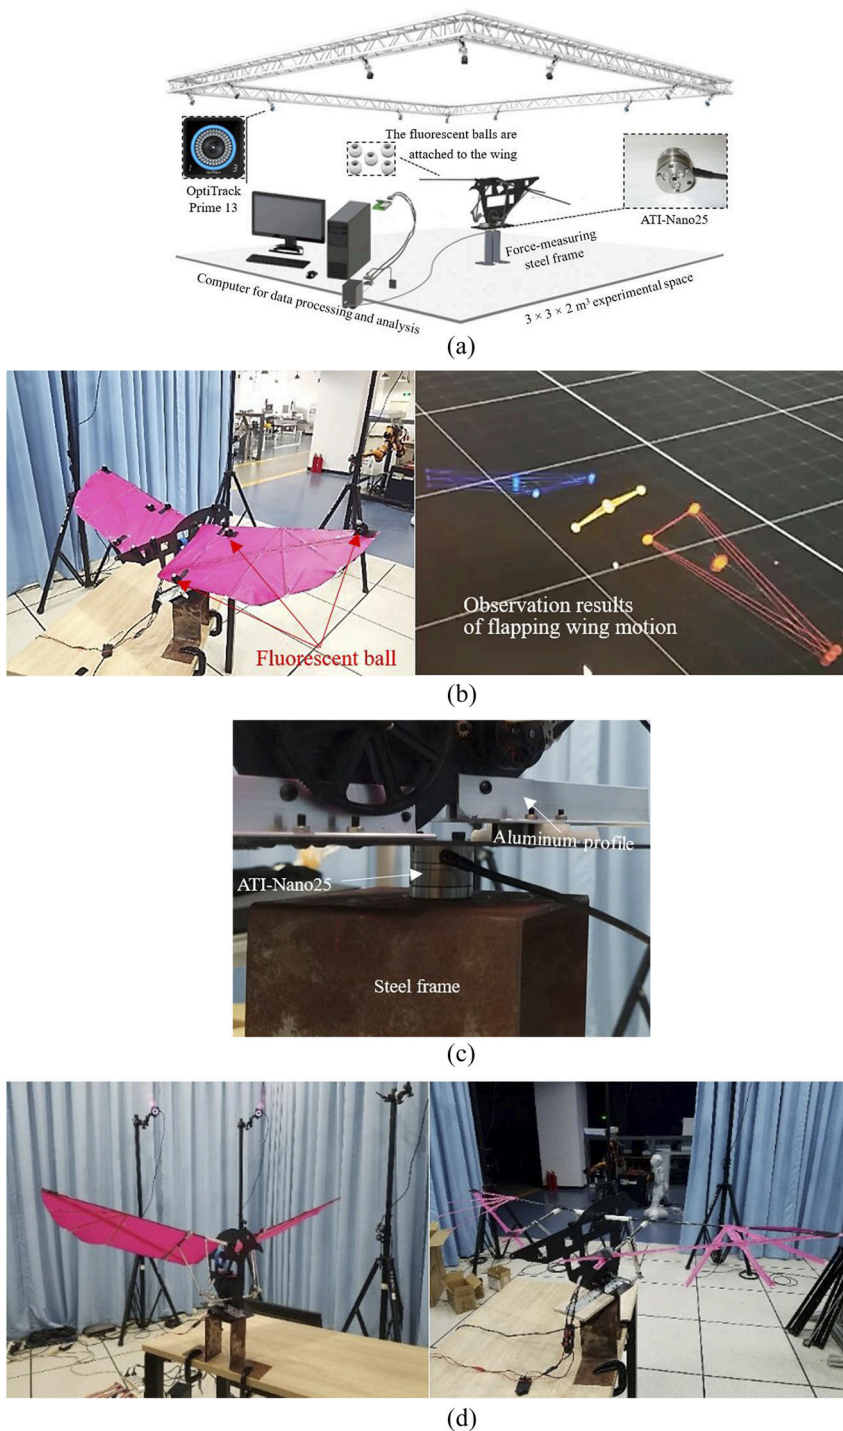 The fluorescent balls are
attached to the wing
OptiTrack
Prime 13
ATI-Nano25
Force-measuring
steel frame
Computer for data processing and analysis
3 × 3 × 2 m³ experimental space
(a)
Fluorescent ball
Observation results
of flapping wing motion
(b)
Aluminum profile
ATI-Nano25
Steel frame
(c)
(d)